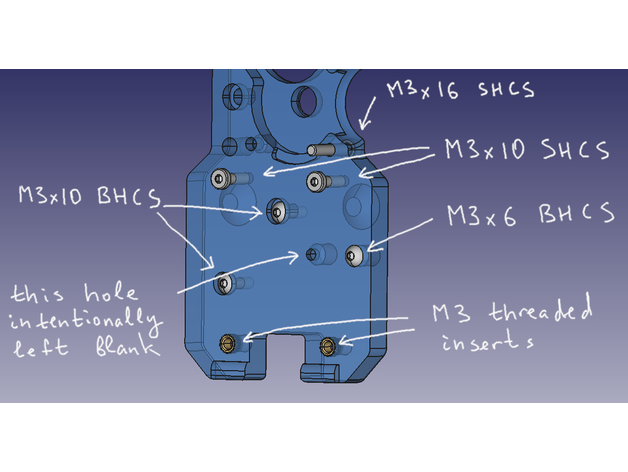 M3x16 SHCS
M3x10 SHCS
M3x10 BHCS
M3x6 BHCS
this hole
intentionally
left blank
M3 threaded
inserts